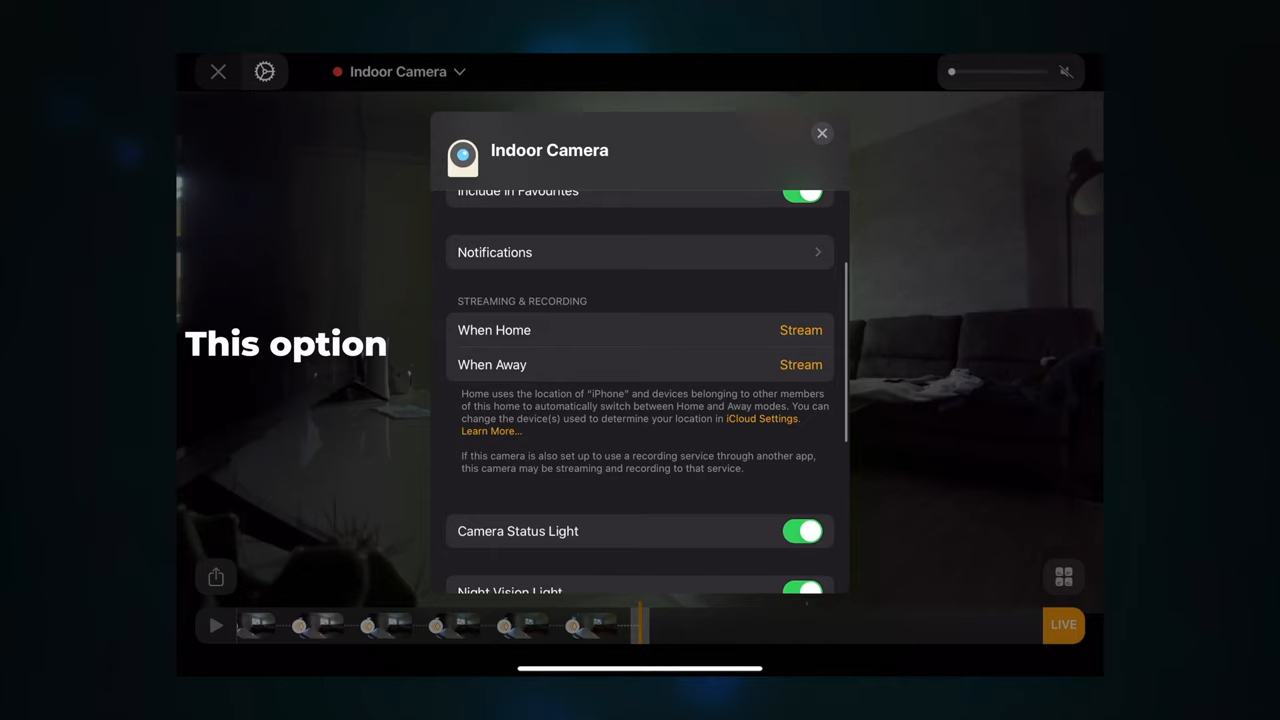 Indoor Camera
Indoor Camera
Include in Favourites
Notifications
STREAMING & RECORDING
When Home Stream
This option
When Away Stream
Home uses the location of "iPhone" and devices belonging to other members
of this home to automatically switch between Home and Away modes. You can
change the device(s) used to determine your location in iCloud Settings.
Learn More...
If this camera is also set up to use a recording service through another app,
this camera may be streaming and recording to that service.
Camera Status Light
Night Vision Light
LIVE